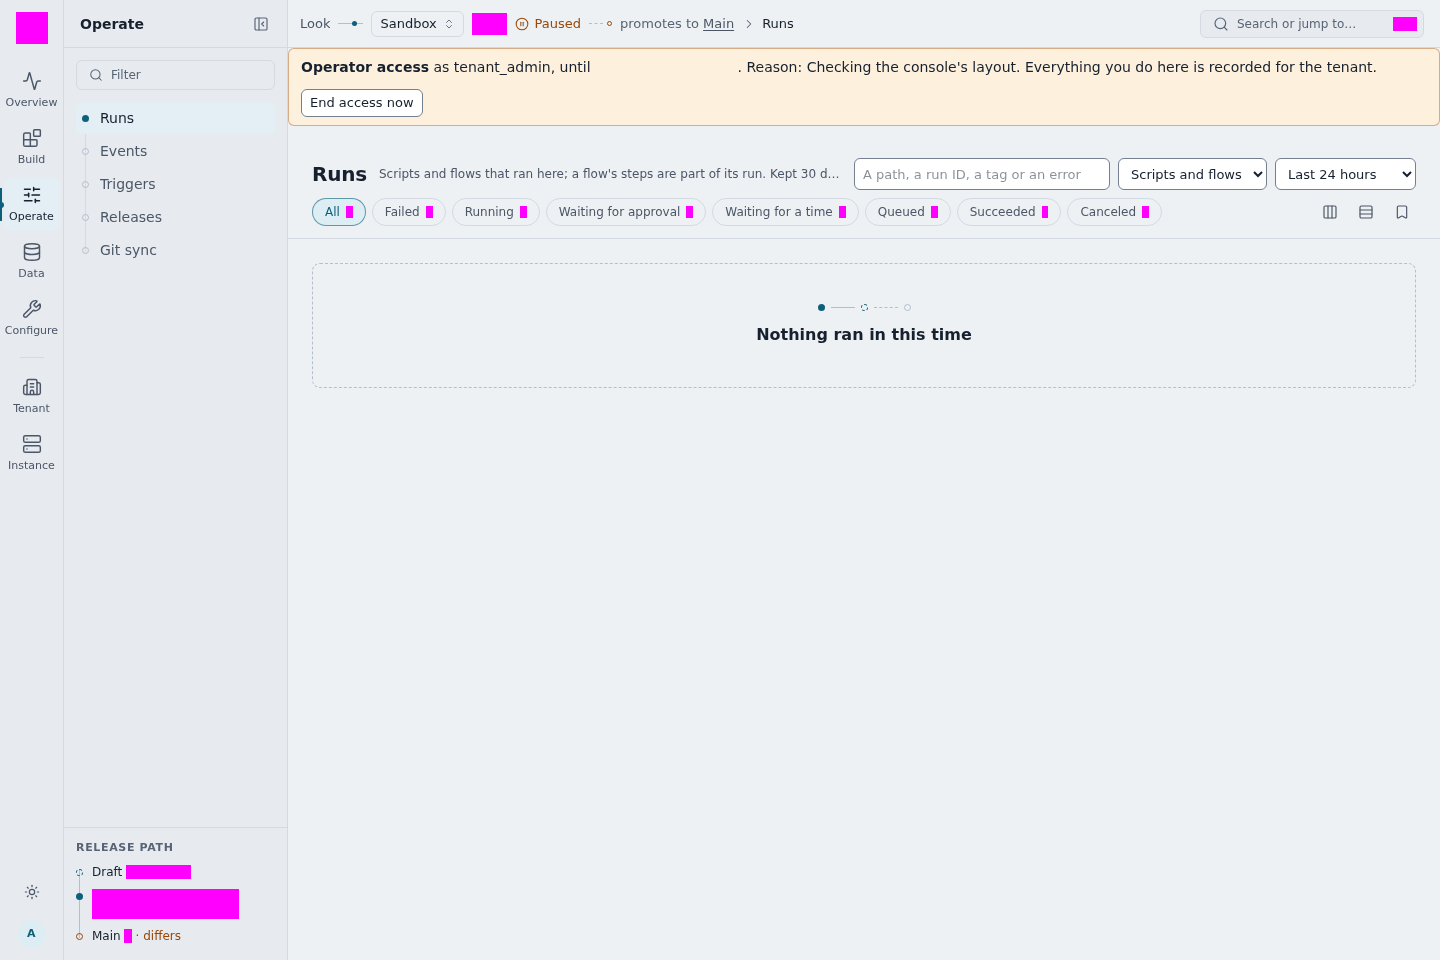 Operate
Look
Sandbox
Paused
promotes to Main
Runs
Search or jump to…
Overview
Build
Operate
Data
Configure
Tenant
Instance
A
Filter
Runs
Events
Triggers
Releases
Git sync
RELEASE PATH
Draft
Main · differs
Operator access as tenant_admin, until . Reason: Checking the console's layout. Everything you do here is recorded for the tenant.
End access now
Runs
Scripts and flows that ran here; a flow's steps are part of its run. Kept 30 d…
A path, a run ID, a tag or an error
Scripts and flows
Last 24 hours
All
Failed
Running
Waiting for approval
Waiting for a time
Queued
Succeeded
Canceled
Nothing ran in this time